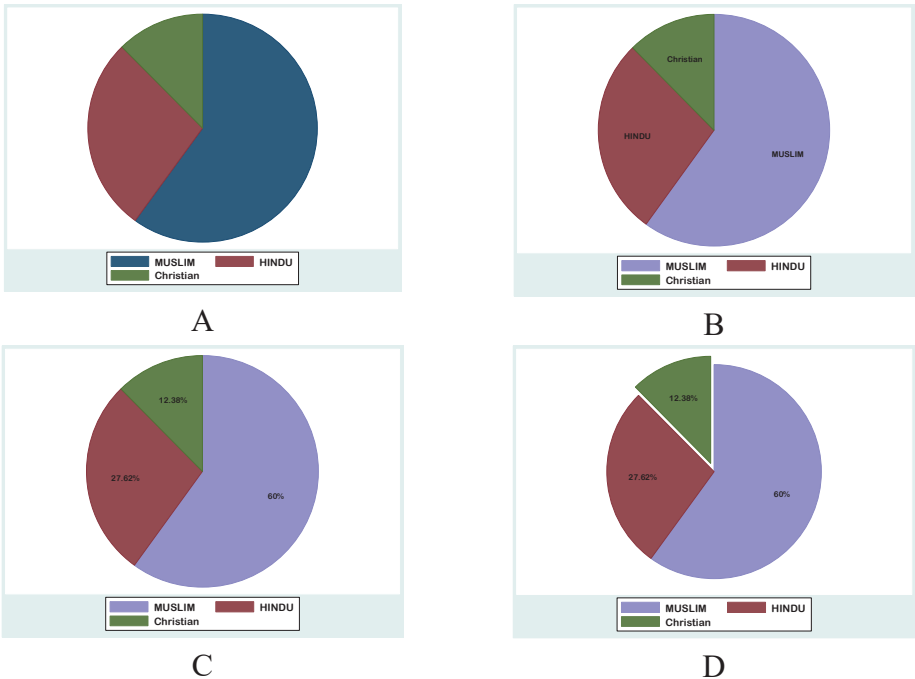 Christian
HINDU
MUSLIM
MUSLIM HINDU
Christian
MUSLIM HINDU
Christian
A
B
12.38%
27.62%
60%
12.38%
27.62%
60%
MUSLIM HINDU
Christian
MUSLIM HINDU
Christian
C
D